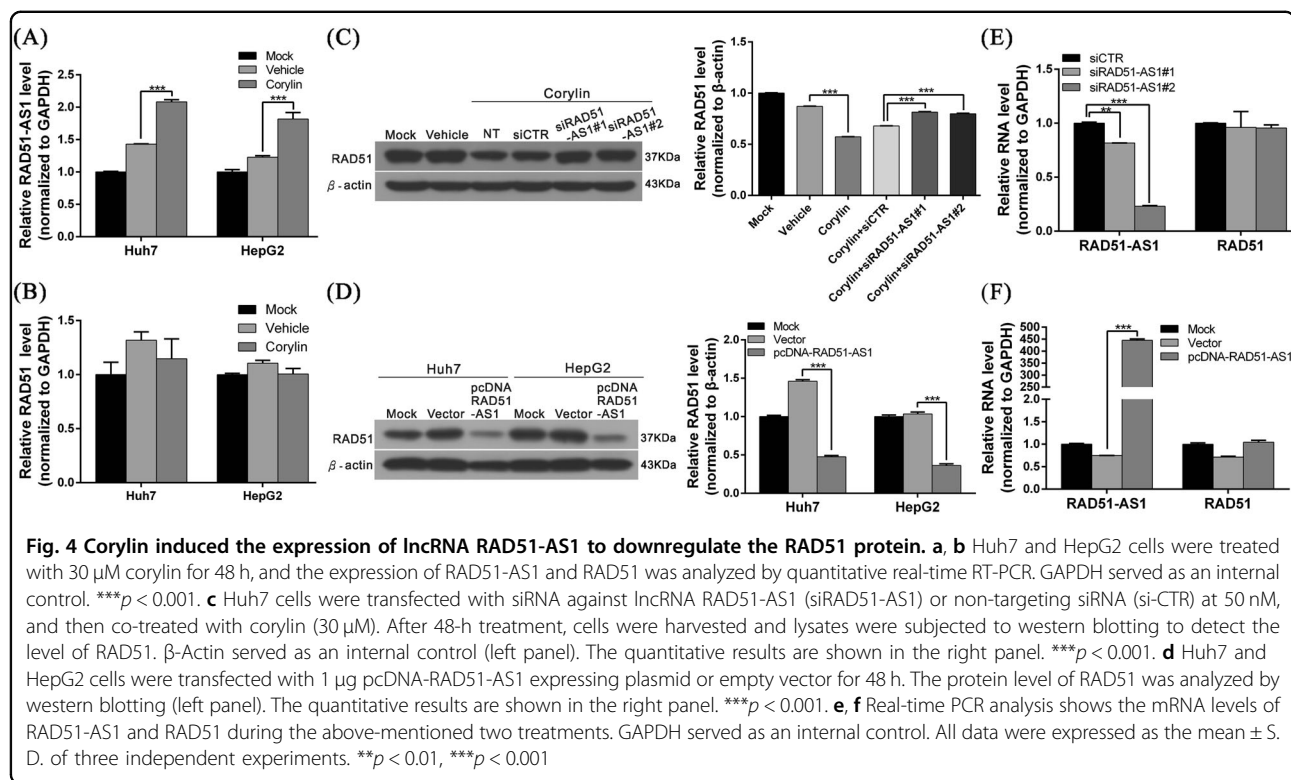 (A)
Relative RAD51-AS1 level
(normalized to GAPDH)
2.5
2.0
1.5
1.0
0.5
0.0
Mock
Vehicle
Corylin
***
***
Huh7
HepG2
(B)
Relative RAD51 level
(normalized to GAPDH)
1.5
1.0
0.5
0.0
Mock
Vehicle
Corylin
Huh7
HepG2
(C)
Corylin
Mock Vehicle NT siCTR siRAD51-AS1#1 siRAD51-AS1#2
RAD51 37KDa
β-actin 43KDa
Relative RAD51 level
(normalized to β-actin)
1.5
1.0
0.5
0.0
***
***
***
Mock
Vehicle
Corylin
Corylin+siCTR
Corylin+siRAD51-AS1#1
Corylin+siRAD51-AS1#2
(D)
Huh7 HepG2
Mock Vector pcDNA RAD51 -AS1 Mock Vector pcDNA RAD51 -AS1
RAD51 37KDa
β-actin 43KDa
Relative RAD51 level
(normalized to β-actin)
2.0
1.5
1.0
0.5
0.0
Mock
Vector
pcDNA-RAD51-AS1
***
***
Huh7
HepG2
(E)
Relative RNA level
(normalized to GAPDH)
1.5
1.0
0.5
0.0
siCTR
siRAD51-AS1#1
siRAD51-AS1#2
***
**
RAD51-AS1
RAD51
(F)
Relative RNA level
(normalized to GAPDH)
500
450
400
350
300
1.5
1.0
0.5
0.0
Mock
Vector
pcDNA-RAD51-AS1
***
RAD51-AS1
RAD51
Fig. 4 Corylin induced the expression of lncRNA RAD51-AS1 to downregulate the RAD51 protein. a, b Huh7 and HepG2 cells were treated
with 30 μM corylin for 48 h, and the expression of RAD51-AS1 and RAD51 was analyzed by quantitative real-time RT-PCR. GAPDH served as an internal
control. ***p < 0.001. c Huh7 cells were transfected with siRNA against lncRNA RAD51-AS1 (siRAD51-AS1) or non-targeting siRNA (si-CTR) at 50 nM,
and then co-treated with corylin (30 μM). After 48-h treatment, cells were harvested and lysates were subjected to western blotting to detect the
level of RAD51. β-Actin served as an internal control (left panel). The quantitative results are shown in the right panel. ***p < 0.001. d Huh7 and
HepG2 cells were transfected with 1 μg pcDNA-RAD51-AS1 expressing plasmid or empty vector for 48 h. The protein level of RAD51 was analyzed by
western blotting (left panel). The quantitative results are shown in the right panel. ***p < 0.001. e, f Real-time PCR analysis shows the mRNA levels of
RAD51-AS1 and RAD51 during the above-mentioned two treatments. GAPDH served as an internal control. All data were expressed as the mean ± S.
D. of three independent experiments. **p < 0.01, ***p < 0.001